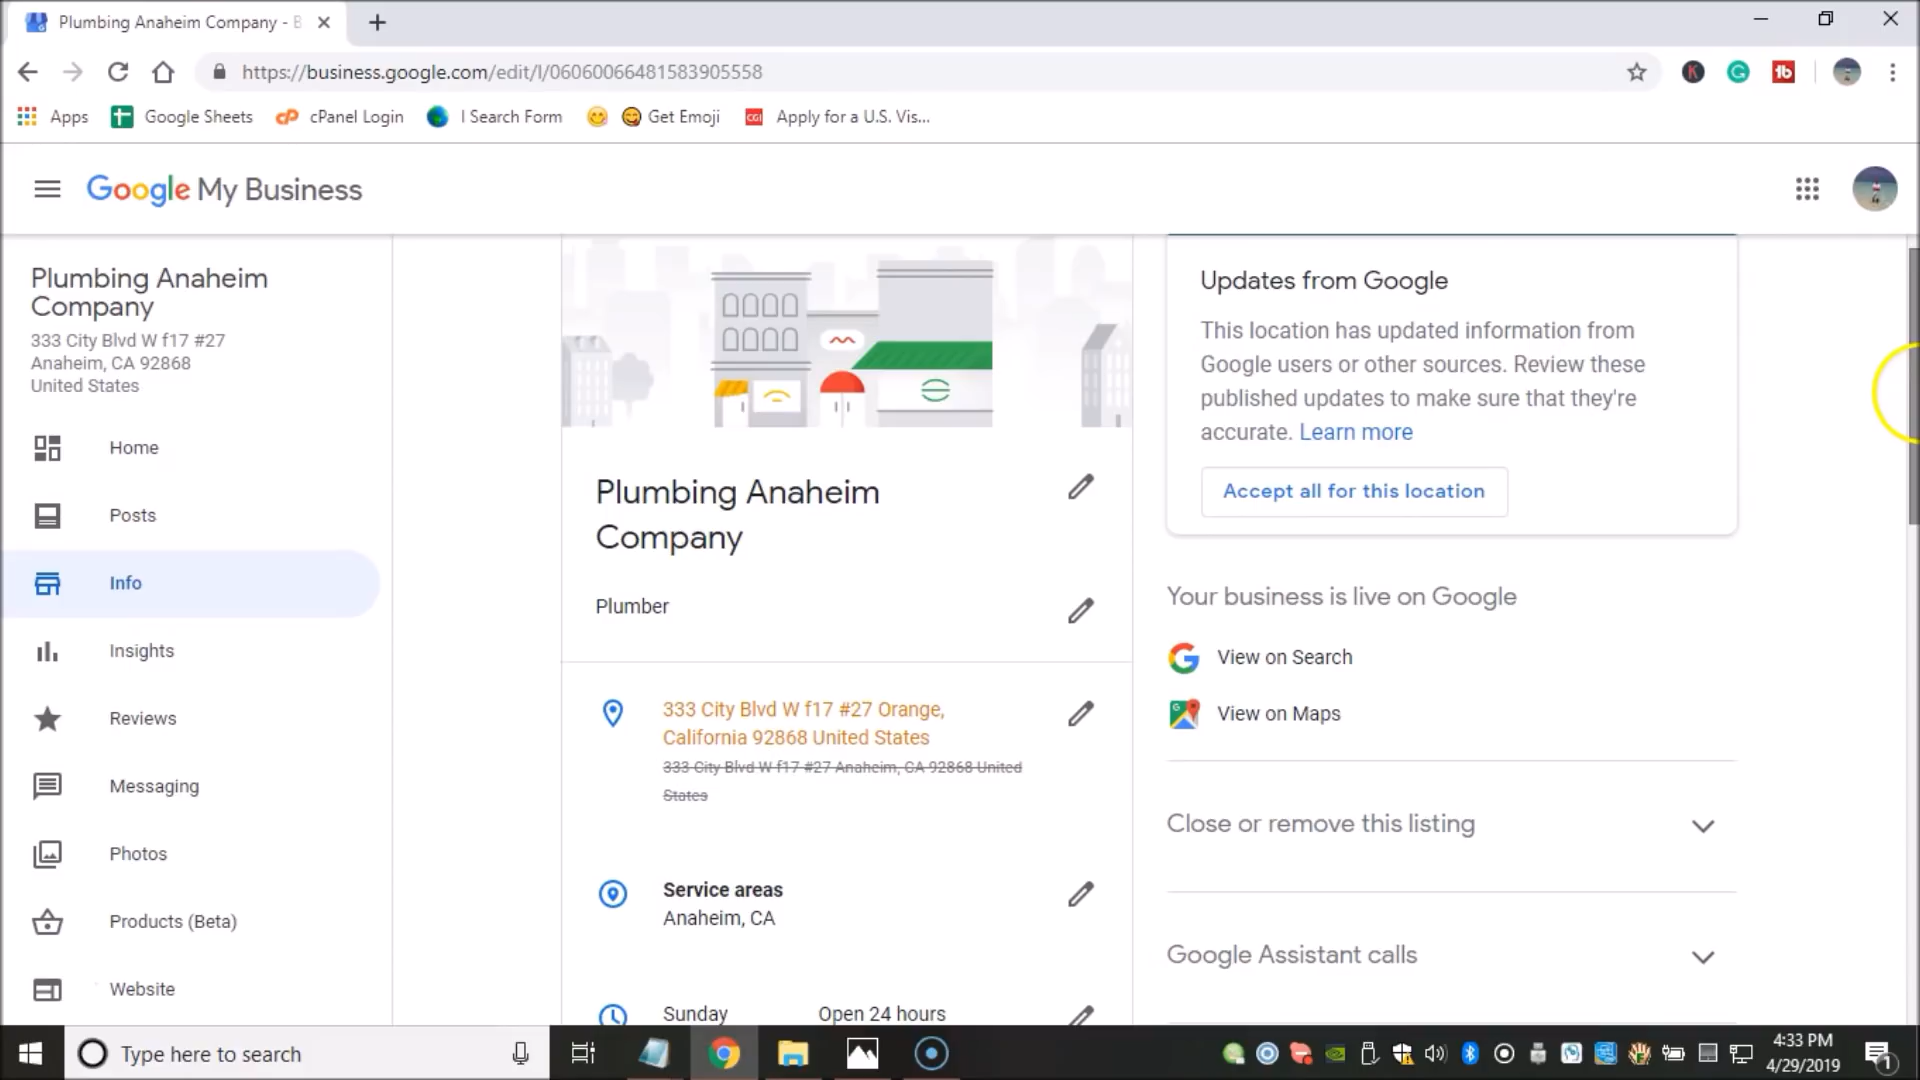 Plumbing Anaheim Company - B
https://business.google.com/edit/l/06060066481583905558
Apps
Google Sheets
cP
cPanel Login
I Search Form
Get Emoji
CGI
Apply for a U.S. Vis...
Google My Business
Plumbing Anaheim
Company
333 City Blvd W f17 #27
Anaheim, CA 92868
United States
Home
Posts
Info
Insights
Reviews
Messaging
Photos
Products (Beta)
Website
Plumbing Anaheim
Company
Plumber
333 City Blvd W f17 #27 Orange,
California 92868 United States
333 City Blvd W f17 #27 Anaheim, CA 92868 United
States
Service areas
Anaheim, CA
Sunday Open 24 hours
Updates from Google
This location has updated information from
Google users or other sources. Review these
published updates to make sure that they're
accurate. Learn more
Accept all for this location
Your business is live on Google
View on Search
View on Maps
Close or remove this listing
Google Assistant calls
Type here to search
4:33 PM
4/29/2019
1